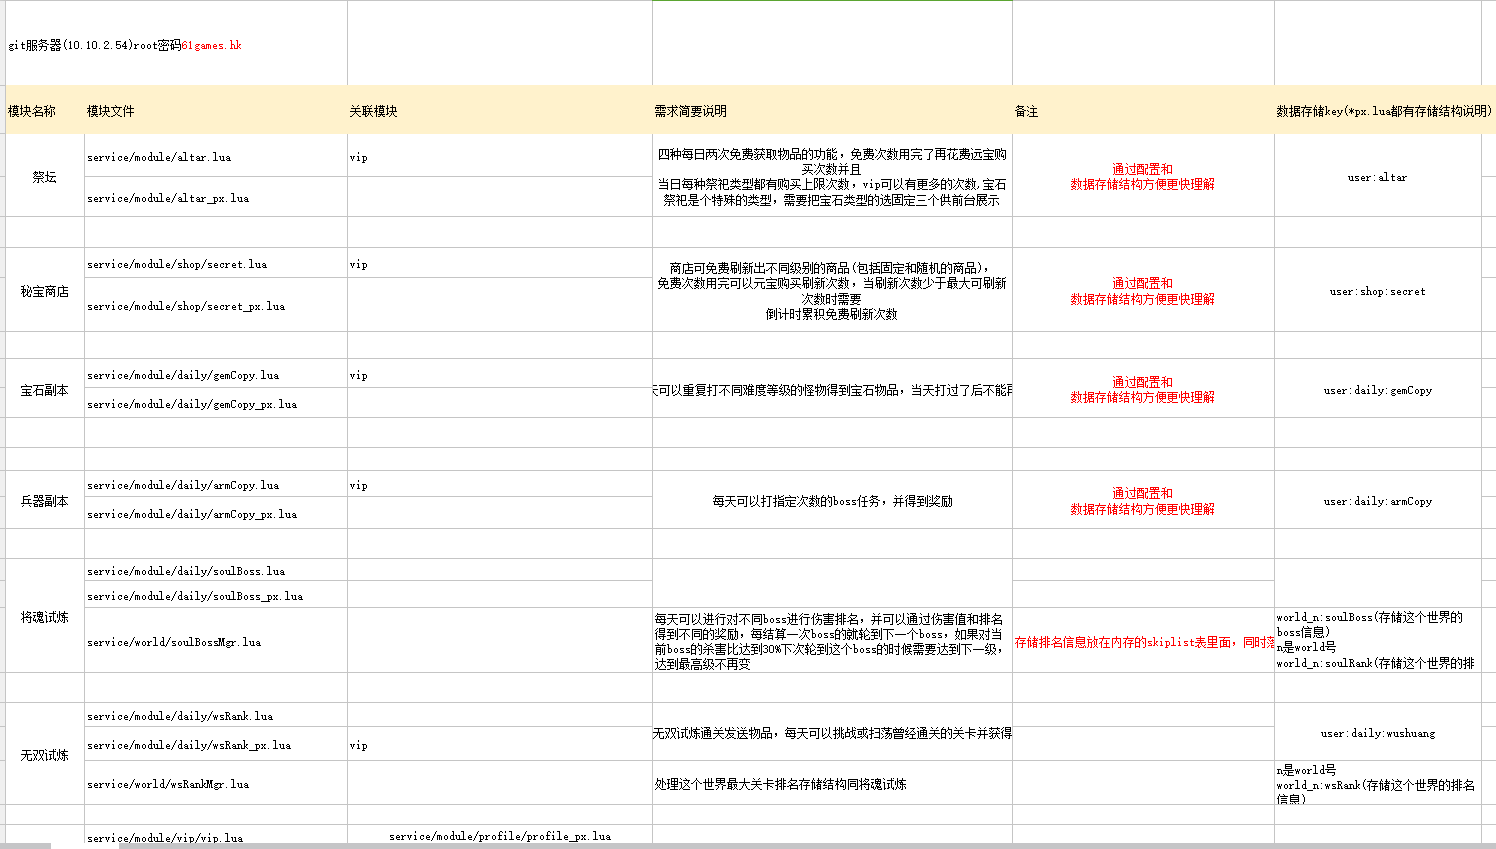 git服务器(10.10.2.54)root密码61games.hk
模块名称 模块文件 关联模块 需求简要说明 备注 数据存储key(*px.lua都有存储结构说明)
祭坛
service/module/altar.lua vip
service/module/altar_px.lua
四种每日两次免费获取物品的功能，免费次数用完了再花费远宝购
买次数并且
当日每种祭祀类型都有购买上限次数，vip可以有更多的次数,宝石
祭祀是个特殊的类型，需要把宝石类型的选固定三个供前台展示
通过配置和
数据存储结构方便更快理解
user:altar
秘宝商店
service/module/shop/secret.lua vip
service/module/shop/secret_px.lua
商店可免费刷新出不同级别的商品(包括固定和随机的商品)，
免费次数用完可以元宝购买刷新次数，当刷新次数少于最大可刷新
次数时需要
倒计时累积免费刷新次数
通过配置和
数据存储结构方便更快理解
user:shop:secret
宝石副本
service/module/daily/gemCopy.lua vip
service/module/daily/gemCopy_px.lua
可以重复打不同难度等级的怪物得到宝石物品，当天打过了后不能
通过配置和
数据存储结构方便更快理解
user:daily:gemCopy
兵器副本
service/module/daily/armCopy.lua vip
service/module/daily/armCopy_px.lua
每天可以打指定次数的boss任务，并得到奖励
通过配置和
数据存储结构方便更快理解
user:daily:armCopy
将魂试炼
service/module/daily/soulBoss.lua
service/module/daily/soulBoss_px.lua
service/world/soulBossMgr.lua
每天可以进行对不同boss进行伤害排名，并可以通过伤害值和排名
得到不同的奖励，每结算一次boss的就轮到下一个boss，如果对当
前boss的杀害比达到30%下次轮到这个boss的时候需要达到下一级，
达到最高级不再变
存储排名信息放在内存的skiplist表里面，同时
world_n:soulBoss(存储这个世界的
boss信息)
n是world号
world_n:soulRank(存储这个世界的排
无双试炼
service/module/daily/wsRank.lua
service/module/daily/wsRank_px.lua vip
service/world/wsRankMgr.lua
无双试炼通关发送物品，每天可以挑战或扫荡曾经通关的关卡并获得
处理这个世界最大关卡排名存储结构同将魂试炼
user:daily:wushuang
n是world号
world_n:wsRank(存储这个世界的排名
信息)
service/module/vip/vip.lua service/module/profile/profile_px.lua